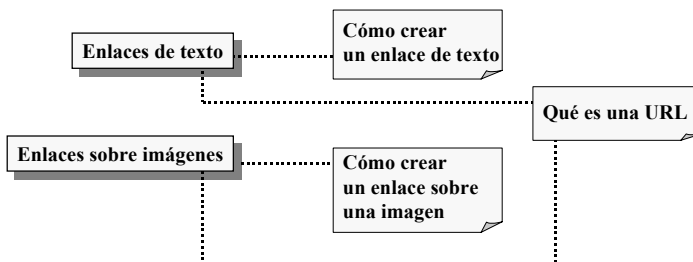 Enlaces de texto
Cómo crear
un enlace de texto
Qué es una URL
Enlaces sobre imágenes
Cómo crear
un enlace sobre
una imagen